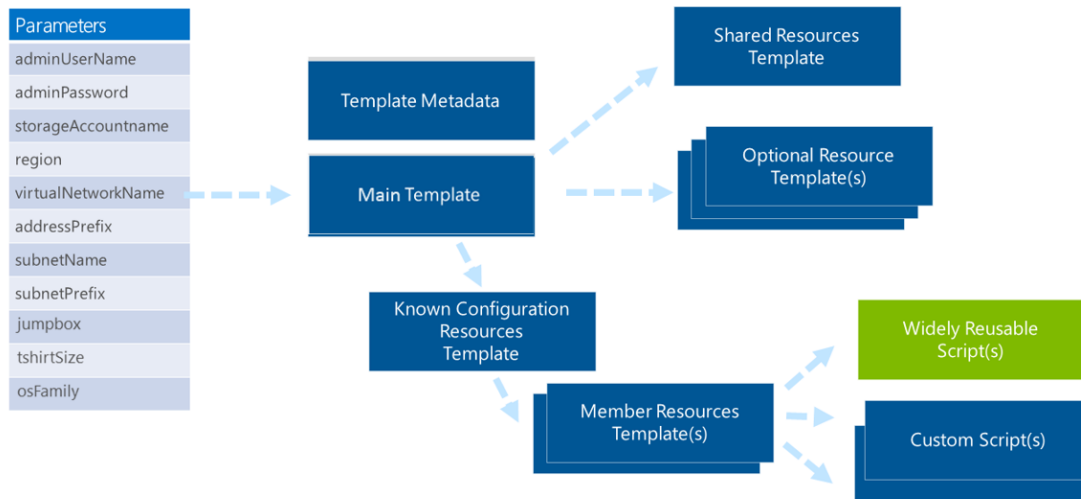 Parameters
adminUserName
adminPassword
storageAccountname
region
virtualNetworkName
addressPrefix
subnetName
subnetPrefix
jumpbox
tshirtSize
osFamily
Template Metadata
Main Template
Shared Resources
Template
Optional Resource
Template(s)
Known Configuration
Resources
Template
Member Resources
Template(s)
Widely Reusable
Script(s)
Custom Script(s)